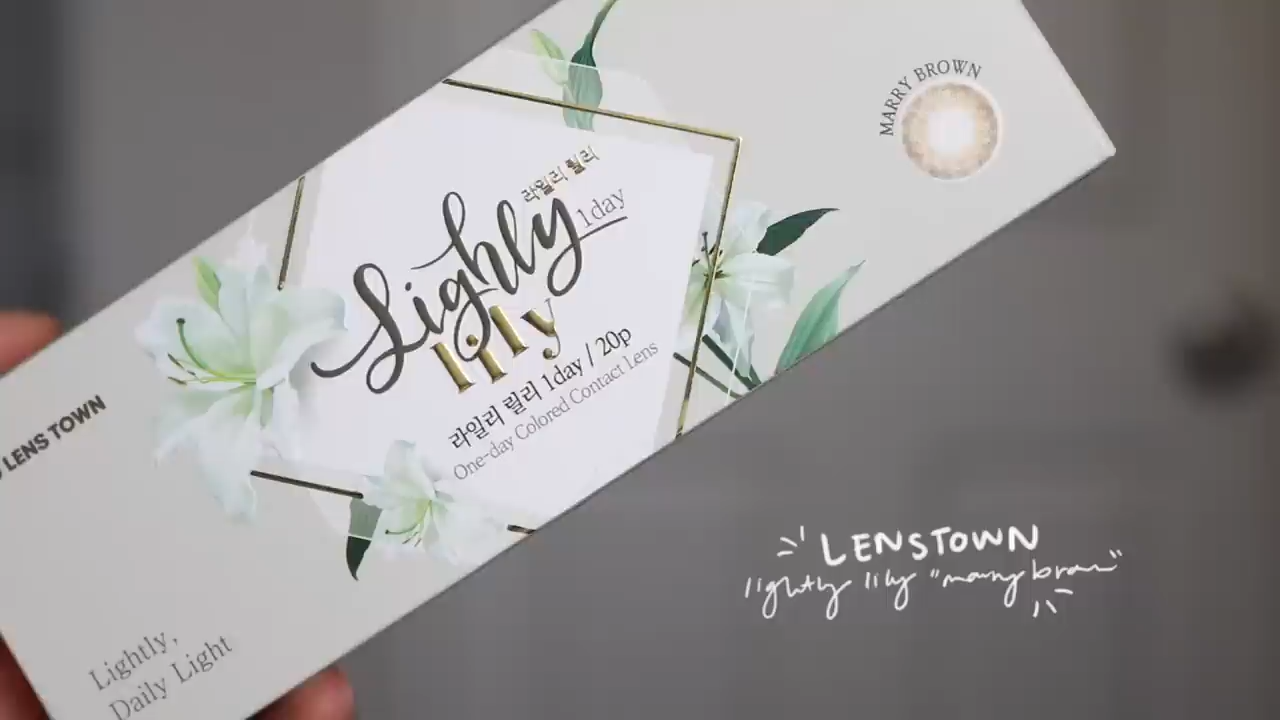 MARRY BROWN
라일리 릴리
Lighly 1day
lily
라일리 릴리 1day / 20p
One-day Colored Contact Lens
LENS TOWN
Lightly,
Daily Light
LENSTOWN
lightly lily "marry brown"